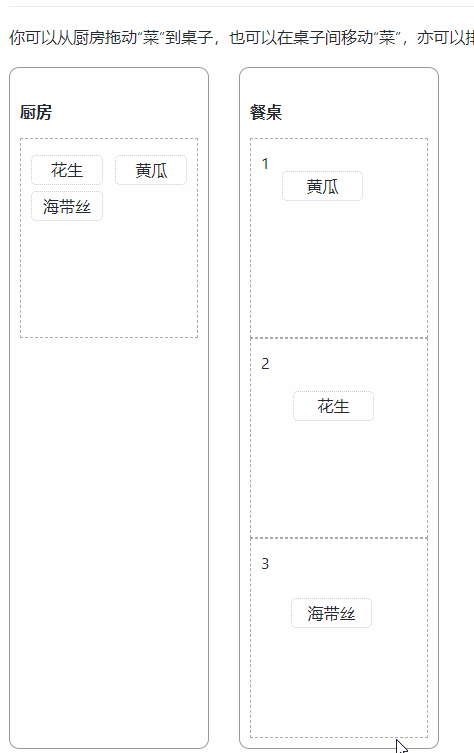 你可以从厨房拖动“菜”到桌子，也可以在桌子间移动“菜”，亦可以
厨房
花生 黄瓜
海带丝
餐桌
1
黄瓜
2
花生
3
海带丝